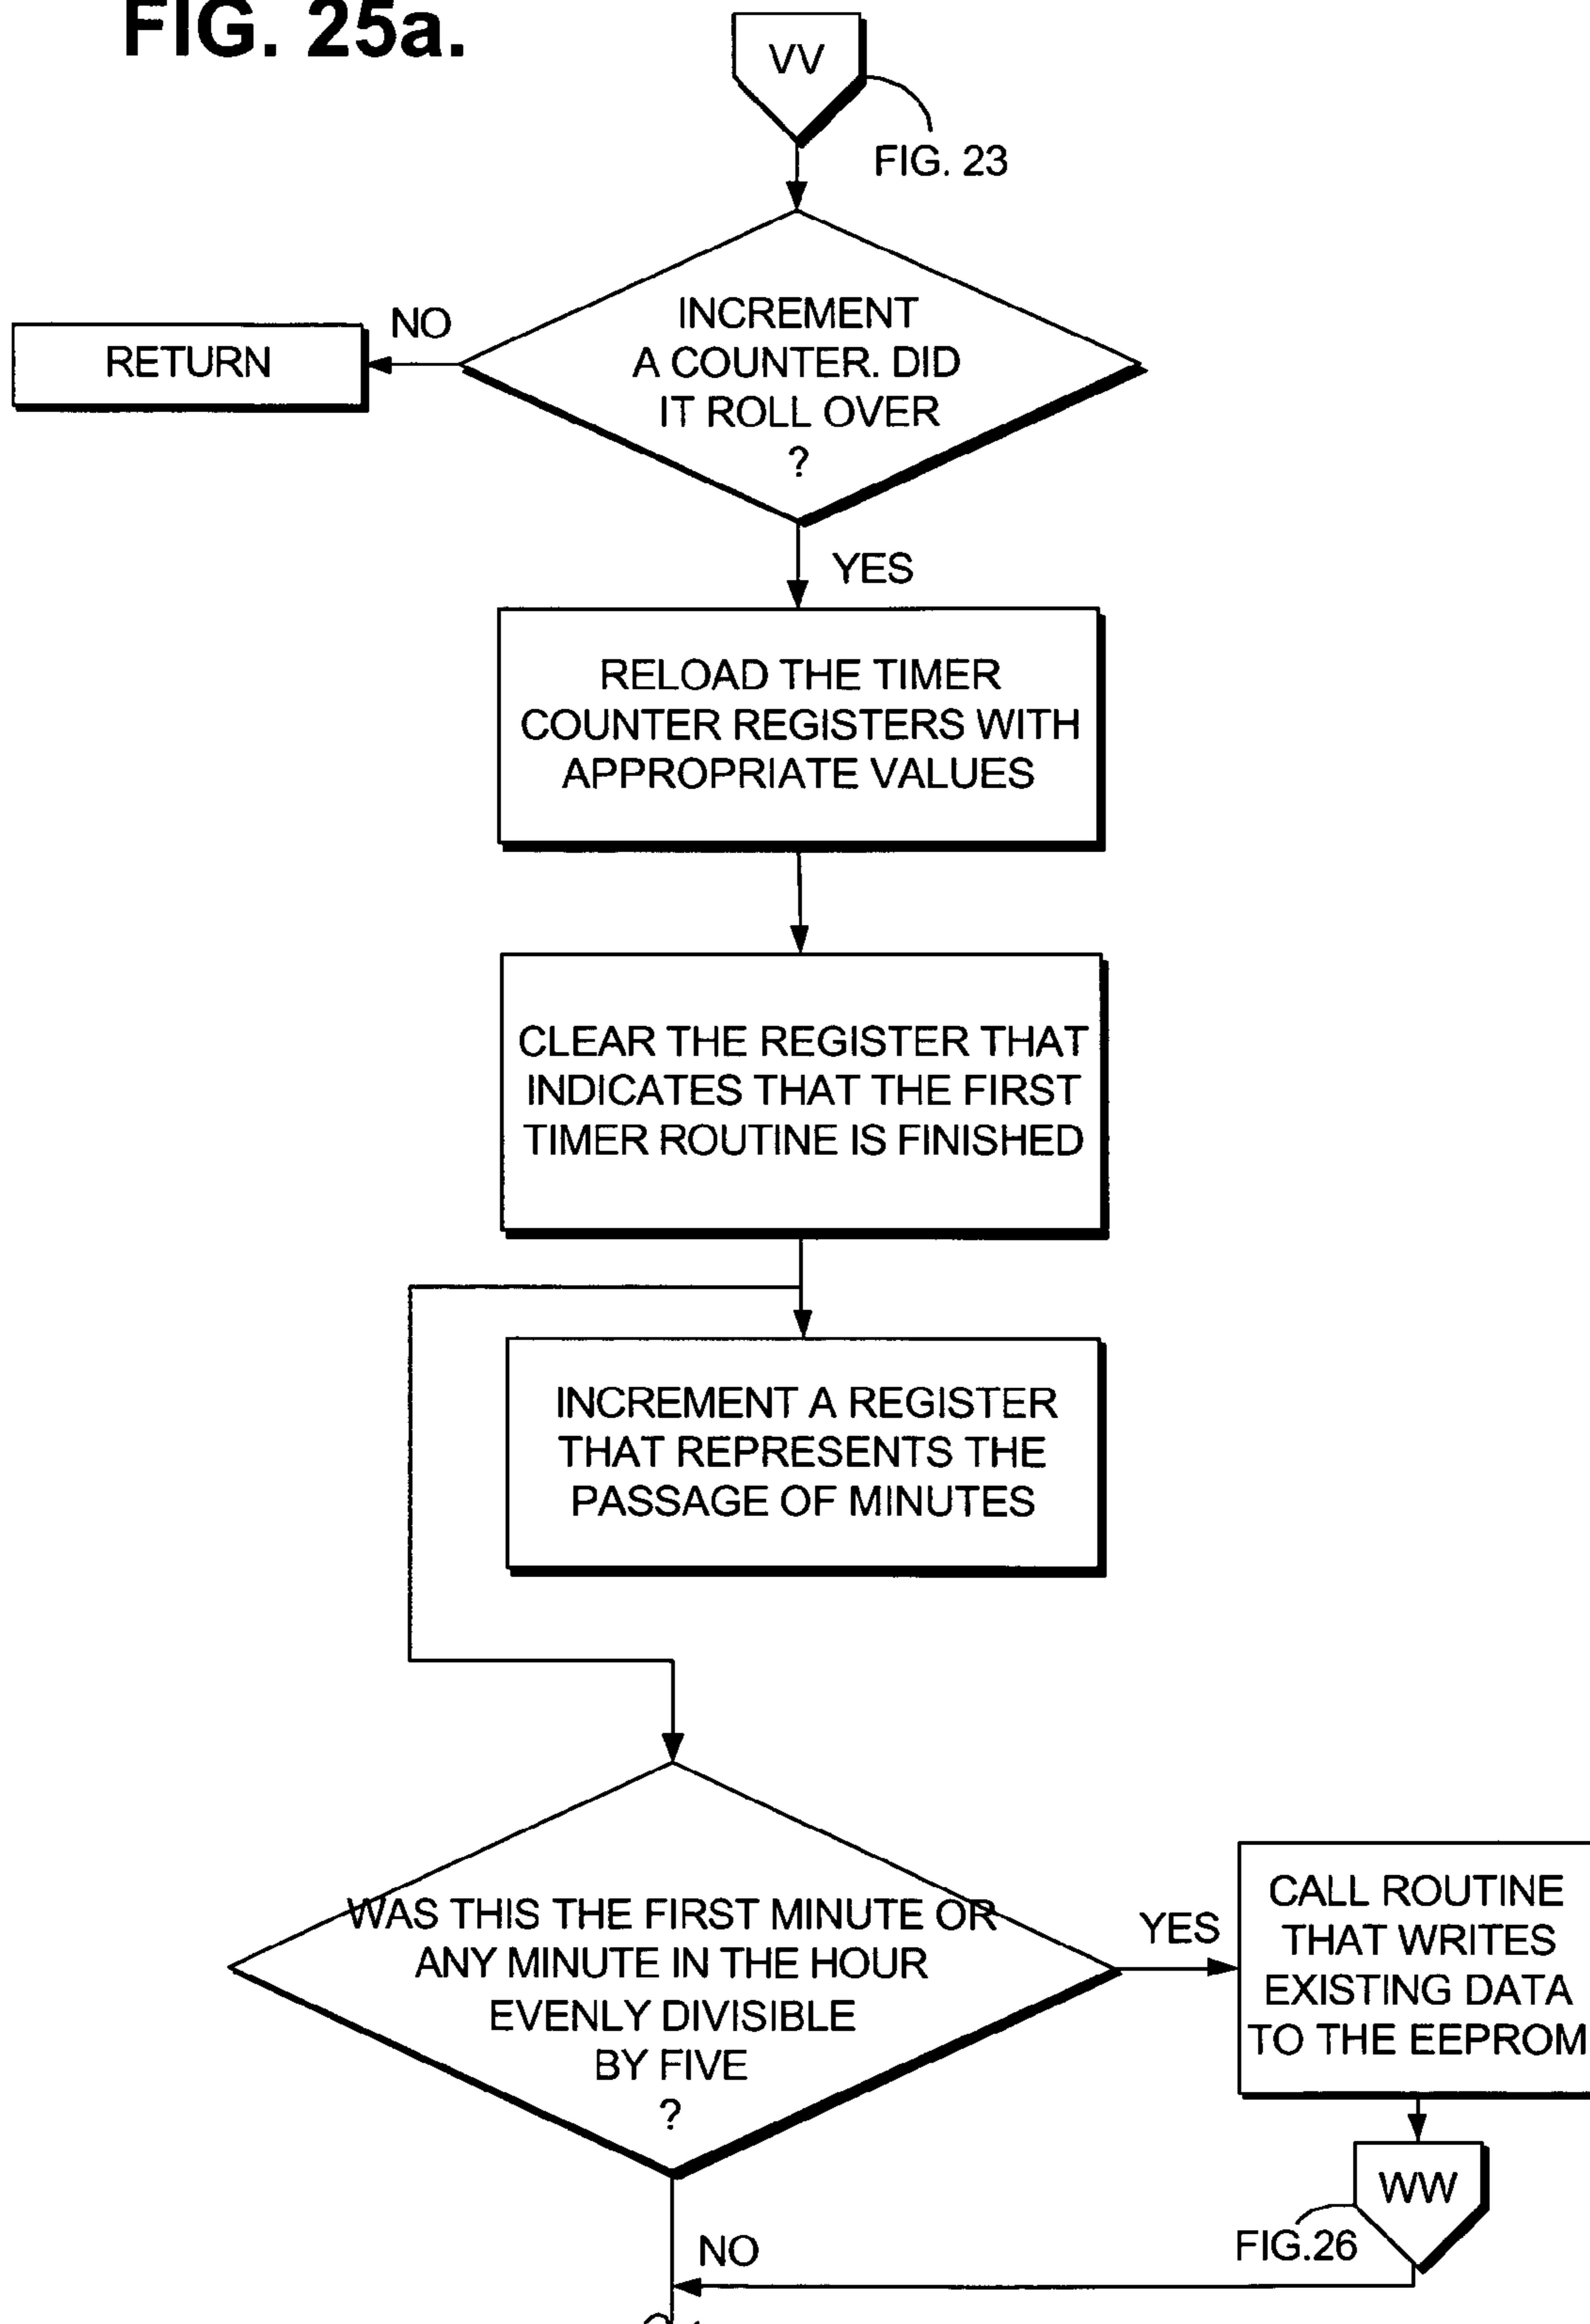 FIG. 25a.
VV
FIG. 23
INCREMENT
A COUNTER. DID
IT ROLL OVER
?
NO
RETURN
YES
RELOAD THE TIMER
COUNTER REGISTERS WITH
APPROPRIATE VALUES
CLEAR THE REGISTER THAT
INDICATES THAT THE FIRST
TIMER ROUTINE IS FINISHED
INCREMENT A REGISTER
THAT REPRESENTS THE
PASSAGE OF MINUTES
WAS THIS THE FIRST MINUTE OR
ANY MINUTE IN THE HOUR
EVENLY DIVISIBLE
BY FIVE
?
YES
CALL ROUTINE
THAT WRITES
EXISTING DATA
TO THE EEPROM
WW
FIG.26
NO